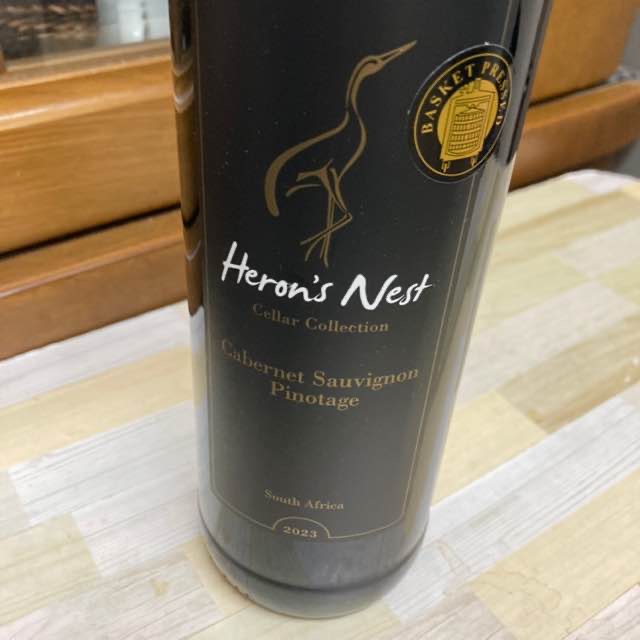 BASKET PRESSED
Heron's Nest
Cellar Collection
Cabernet Sauvignon
Pinotage
South Africa
2023